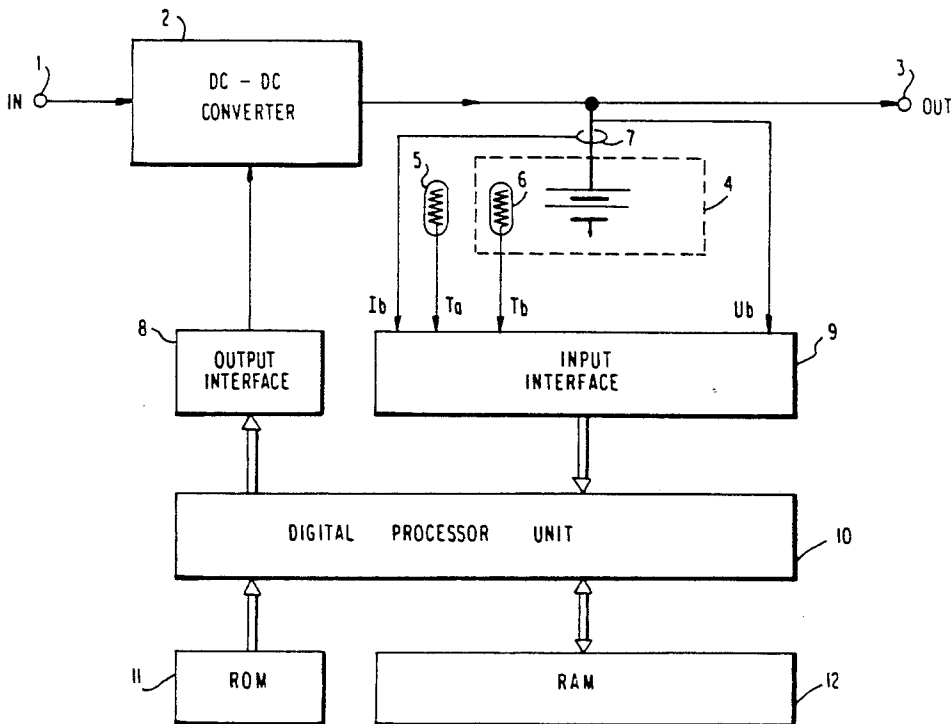 2
1
3
DC - DC
CONVERTER
IN
OUT
7
5
6
4
Ib
Ta
Tb
Ub
8
9
OUTPUT
INTERFACE
INPUT
INTERFACE
DIGITAL PROCESSOR UNIT
10
11
ROM
RAM
12